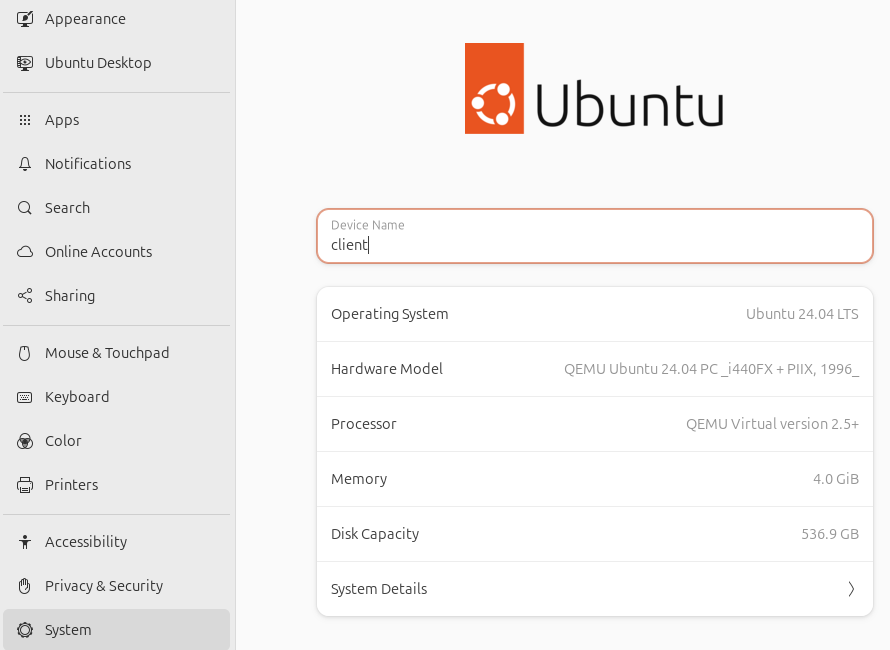 Appearance
Ubuntu Desktop
Apps
Notifications
Search
Online Accounts
Sharing
Mouse & Touchpad
Keyboard
Color
Printers
Accessibility
Privacy & Security
System
Ubuntu
Device Name
client
Operating System Ubuntu 24.04 LTS
Hardware Model QEMU Ubuntu 24.04 PC _i440FX + PIIX, 1996_
Processor QEMU Virtual version 2.5+
Memory 4.0 GiB
Disk Capacity 536.9 GB
System Details